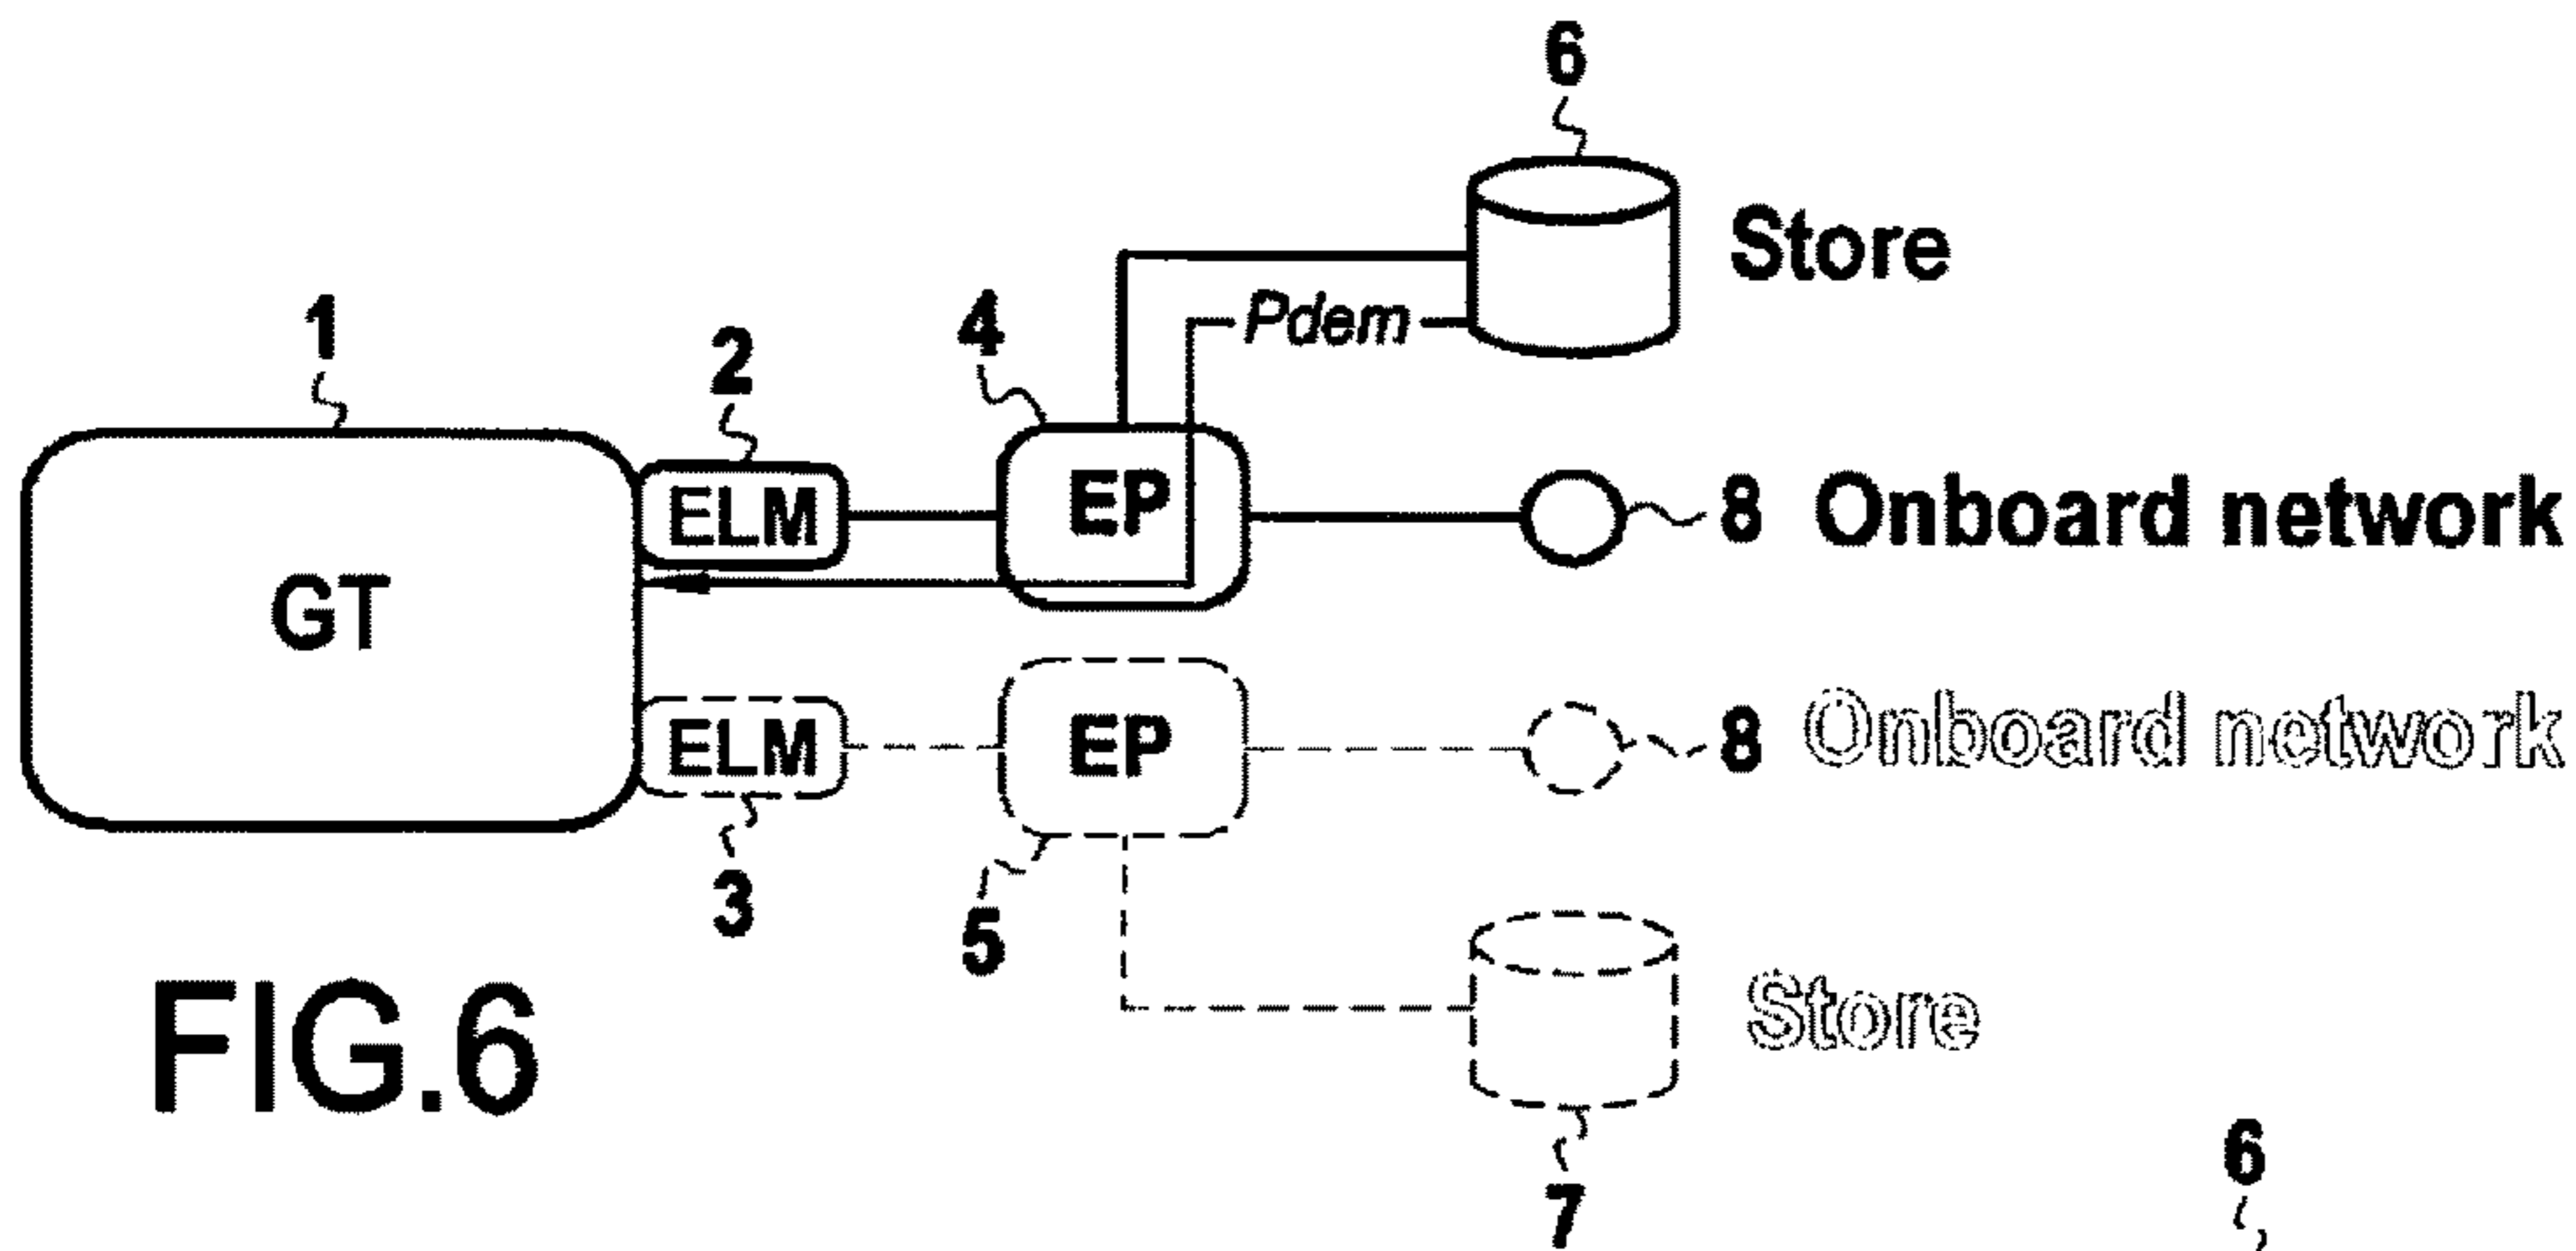 6
Store
Pdem
1
2
4
ELM
EP
8 Onboard network
GT
ELM
EP
8 Onboard network
3
5
Store
FIG.6
7
6